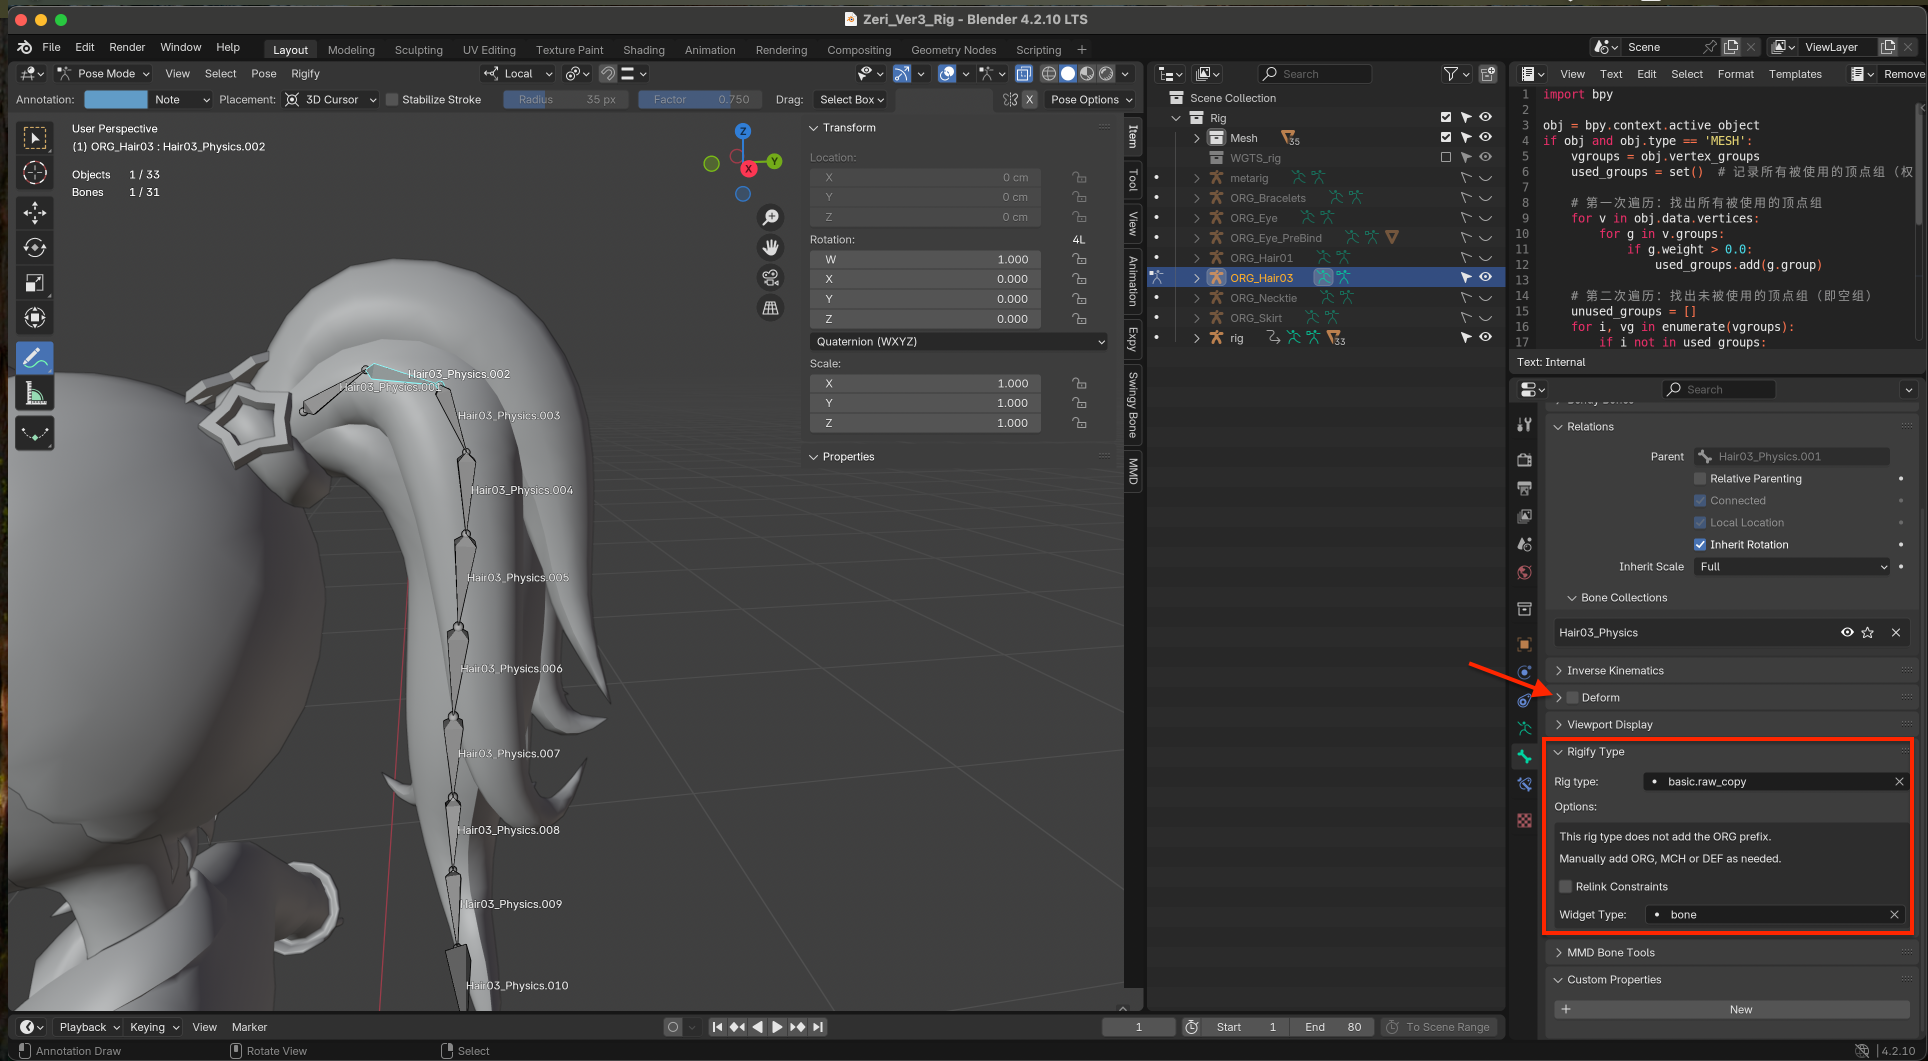 Zeri_Ver3_Rig - Blender 4.2.10 LTS
File Edit Render Window Help Layout Modeling Sculpting UV Editing Texture Paint Shading Animation Rendering Compositing Geometry Nodes Scripting +
Scene ViewLayer
Pose Mode View Select Pose Rigify Local
Annotation: Note Placement: 3D Cursor Stabilize Stroke Radius 35 px Factor 0.750 Drag: Select Box X Pose Options
User Perspective
(1) ORG_Hair03 : Hair03_Physics.002
Objects 1 / 33
Bones 1 / 31
Z
Y
X
Hair03_Physics.002
Hair03_Physics.001
Hair03_Physics.003
Hair03_Physics.004
Hair03_Physics.005
Hair03_Physics.006
Hair03_Physics.007
Hair03_Physics.008
Hair03_Physics.009
Hair03_Physics.010
Transform
Location:
X 0 cm
Y 0 cm
Z 0 cm
Rotation: 4L
W 1.000
X 0.000
Y 0.000
Z 0.000
Quaternion (WXYZ)
Scale:
X 1.000
Y 1.000
Z 1.000
Properties
Item
Tool
View
Animation
Expy
Swingy Bone
MMD
Search
Scene Collection
Rig
Mesh 35
WGTS_rig
metarig
ORG_Bracelets
ORG_Eye
ORG_Eye_PreBind
ORG_Hair01
ORG_Hair03
ORG_Necktie
ORG_Skirt
rig 33
View Text Edit Select Format Templates Remove
1 import bpy
2
3 obj = bpy.context.active_object
4 if obj and obj.type == 'MESH':
5 vgroups = obj.vertex_groups
6 used_groups = set() # 记录所有被使用的顶点组（权
7
8 # 第一次遍历：找出所有被使用的顶点组
9 for v in obj.data.vertices:
10 for g in v.groups:
11 if g.weight > 0.0:
12 used_groups.add(g.group)
13
14 # 第二次遍历：找出未被使用的顶点组（即空组）
15 unused_groups = []
16 for i, vg in enumerate(vgroups):
17 if i not in used_groups:
Text: Internal
Search
Relations
Parent Hair03_Physics.001
Relative Parenting
Connected
Local Location
Inherit Rotation
Inherit Scale Full
Bone Collections
Hair03_Physics
Inverse Kinematics
Deform
Viewport Display
Rigify Type
Rig type: basic.raw_copy
Options:
This rig type does not add the ORG prefix.
Manually add ORG, MCH or DEF as needed.
Relink Constraints
Widget Type: bone
MMD Bone Tools
Custom Properties
+ New
Playback Keying View Marker 1 Start 1 End 80 To Scene Range
Annotation Draw Rotate View Select 4.2.10